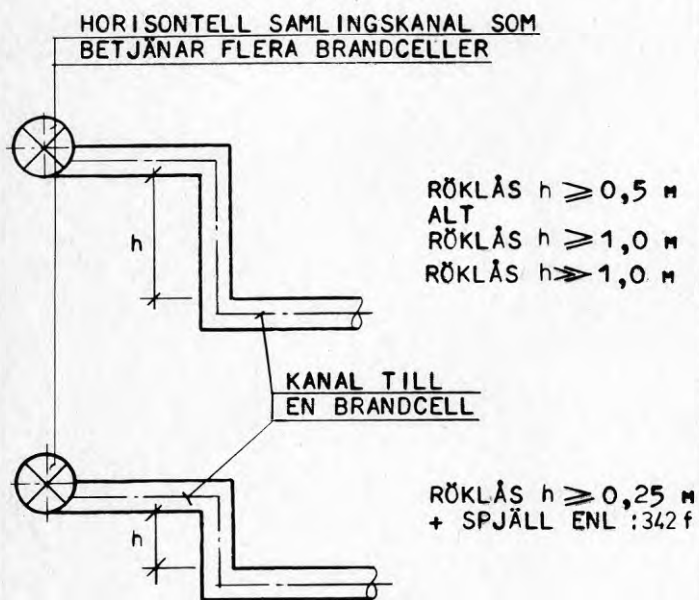 HORISONTELL SAMLINGSKANAL SOM
BETJÄNAR FLERA BRANDCELLER
RÖKLÅS h ⩾ 0,5 M
ALT
RÖKLÅS h ⩾ 1,0 M
RÖKLÅS h ⩾ 1,0 M
h
KANAL TILL
EN BRANDCELL
RÖKLÅS h ⩾ 0,25 M
+ SPJÄLL ENL :342 f
h